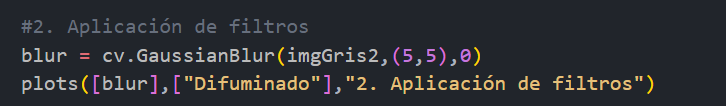 #2. Aplicación de filtros
blur = cv.GaussianBlur(imgGris2,(5,5),0)
plots([blur],["Difuminado"],"2. Aplicación de filtros")